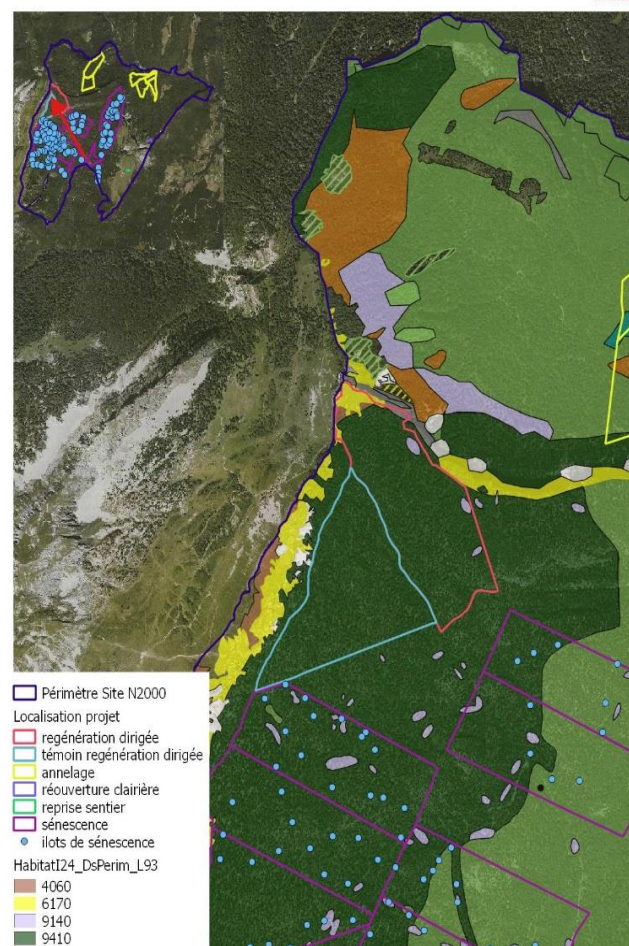 Périmètre Site N2000
Localisation projet
regénération dirigée
témoin regénération dirigée
annelage
réouverture clairière
reprise sentier
sénescence
ilots de sénescence
HabitatI24_DsPerim_L93
4060
6170
9140
9410